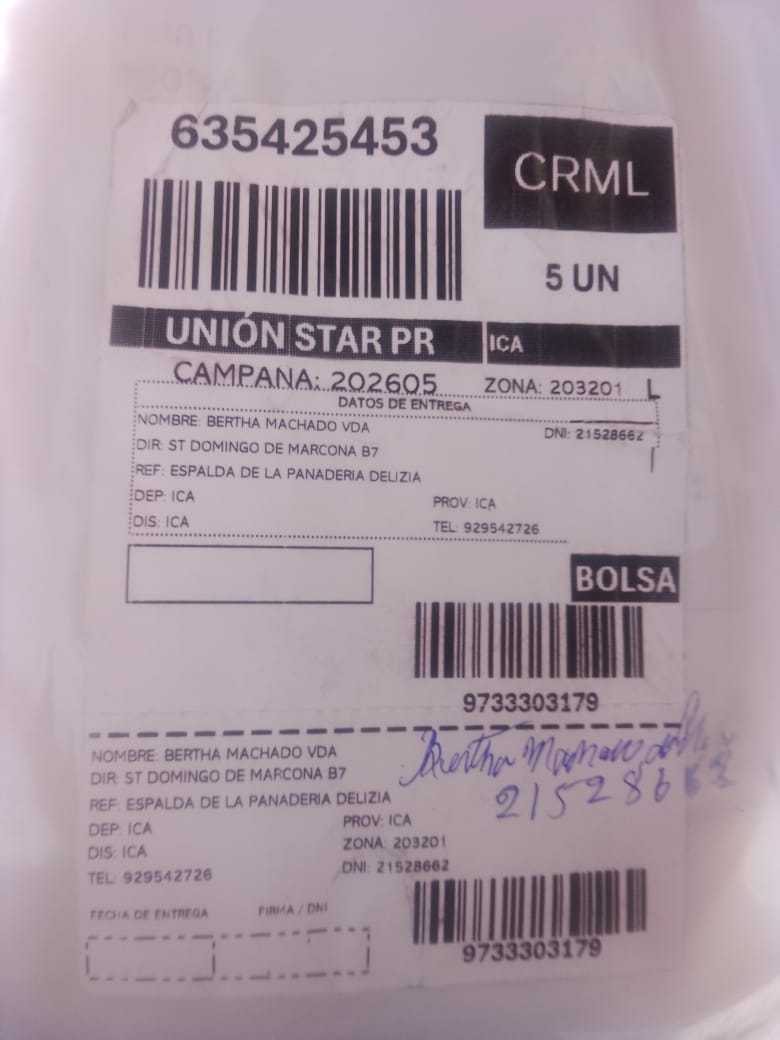 635425453
CRML
5 UN
UNIÓN STAR PR ICA
CAMPANA: 202605 ZONA: 203201 L
DATOS DE ENTREGA
NOMBRE: BERTHA MACHADO VDA DNI: 21528662
DIR: ST DOMINGO DE MARCONA B7
REF: ESPALDA DE LA PANADERIA DELIZIA
DEP: ICA PROV: ICA
DIS: ICA TEL: 929542726
BOLSA
9733303179
NOMBRE: BERTHA MACHADO VDA
DIR: ST DOMINGO DE MARCONA B7
REF: ESPALDA DE LA PANADERIA DELIZIA
DEP: ICA PROV: ICA
DIS: ICA ZONA: 203201
TEL: 929542726 DNI: 21528662
Bertha Machado
21528662
FECHA DE ENTREGA FIRMA / DNI
9733303179